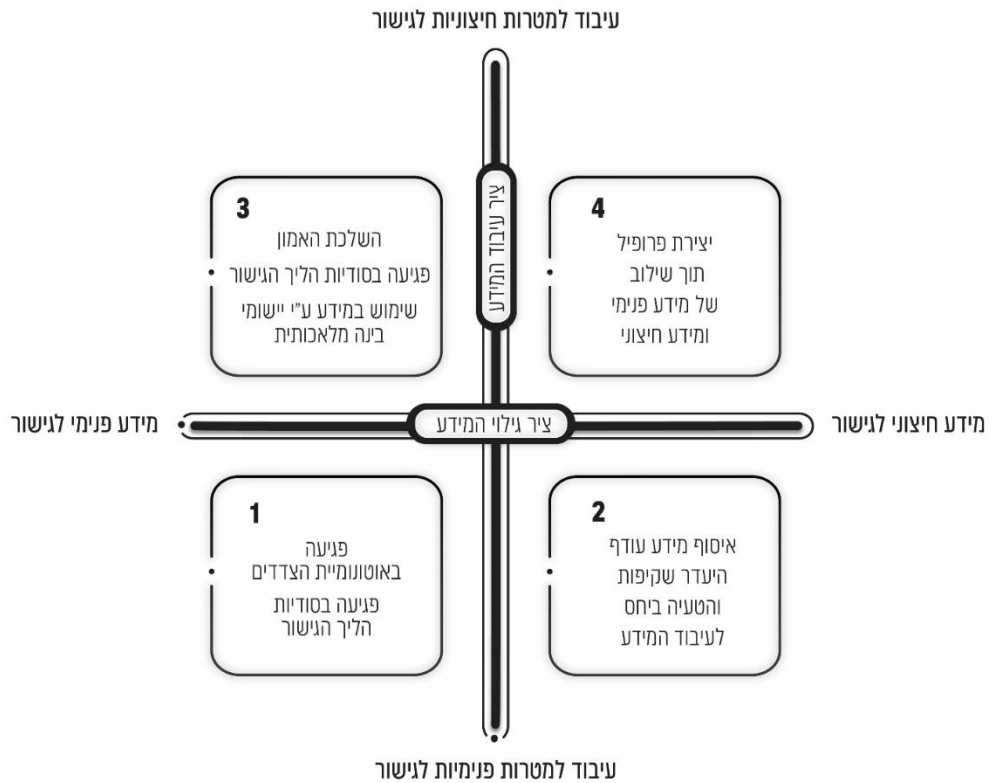 עיבוד למטרות חיצוניות לגישור
ציר עיבוד המידע
3
השלכת האמון
פגיעה בסודיות הליך הגישור
שימוש במידע ע"י יישומי
בינה מלאכותית
4
יצירת פרופיל
תוך שילוב
של מידע פנימי
ומידע חיצוני
מידע חיצוני לגישור
ציר גילוי המידע
מידע פנימי לגישור
1
פגיעה
באוטונומיית הצדדים
פגיעה בסודיות
הליך הגישור
2
איסוף מידע עודף
היעדר שקיפות
והטעיה ביחס
לעיבוד המידע
עיבוד למטרות פנימיות לגישור